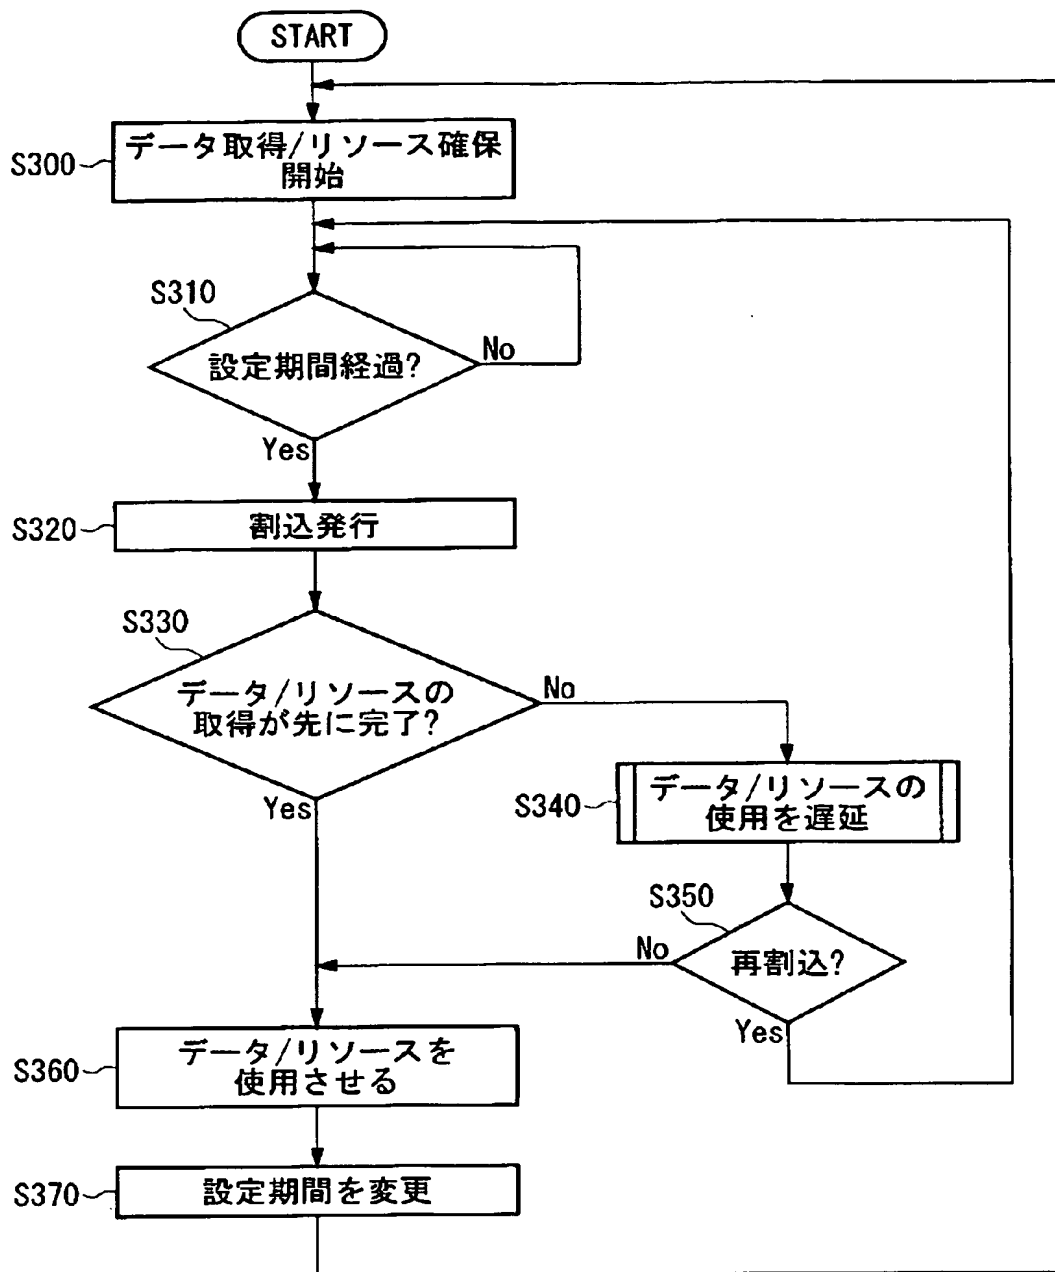 START
S300
データ取得/リソース確保
開始
S310
設定期間経過?
No
Yes
S320
割込発行
S330
データ/リソースの
取得が先に完了?
No
Yes
S340
データ/リソースの
使用を遅延
S350
再割込?
No
Yes
S360
データ/リソースを
使用させる
S370
設定期間を変更